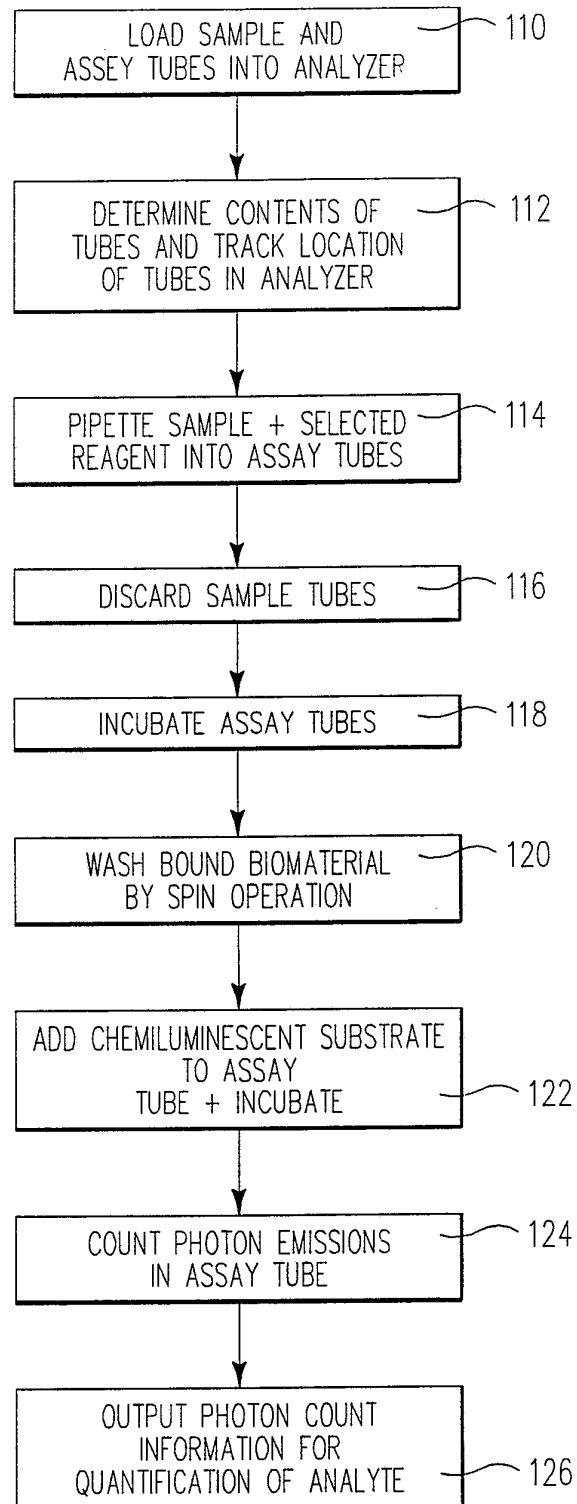 LOAD SAMPLE AND
ASSEY TUBES INTO ANALYZER
110
DETERMINE CONTENTS OF
TUBES AND TRACK LOCATION
OF TUBES IN ANALYZER
112
PIPETTE SAMPLE + SELECTED
REAGENT INTO ASSAY TUBES
114
DISCARD SAMPLE TUBES
116
INCUBATE ASSAY TUBES
118
WASH BOUND BIOMATERIAL
BY SPIN OPERATION
120
ADD CHEMILUMINESCENT SUBSTRATE
TO ASSAY
TUBE + INCUBATE
122
COUNT PHOTON EMISSIONS
IN ASSAY TUBE
124
OUTPUT PHOTON COUNT
INFORMATION FOR
QUANTIFICATION OF ANALYTE
126